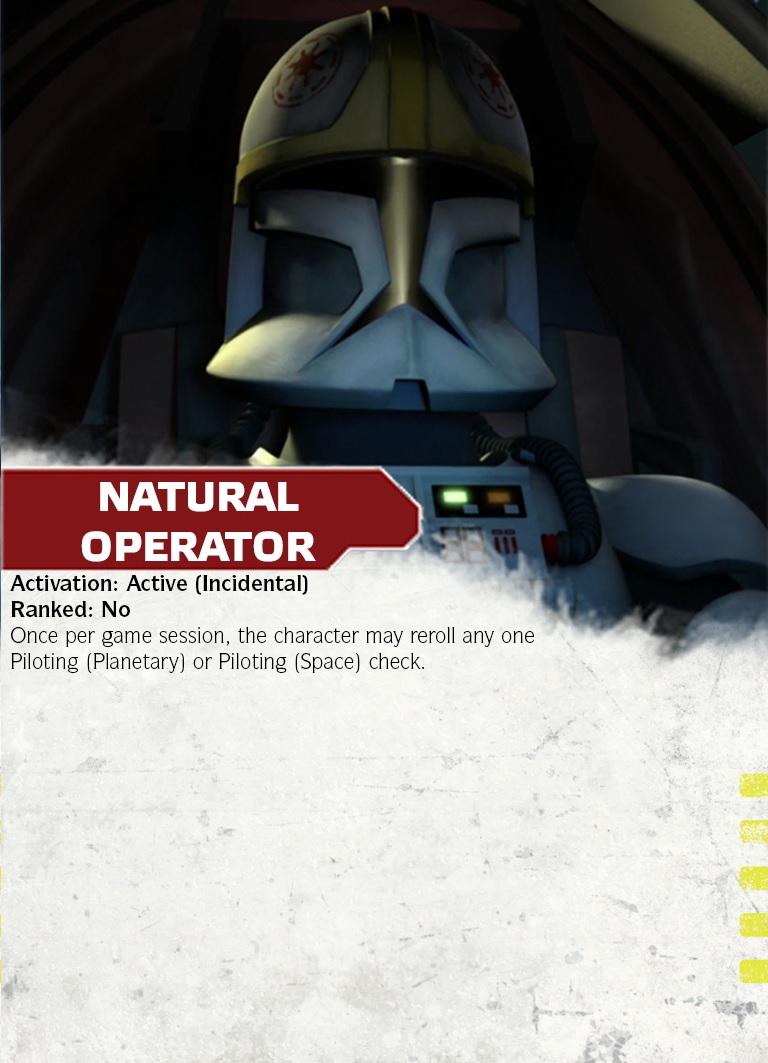 NATURAL
OPERATOR
Activation: Active (Incidental)
Ranked: No
Once per game session, the character may reroll any one
Piloting (Planetary) or Piloting (Space) check.